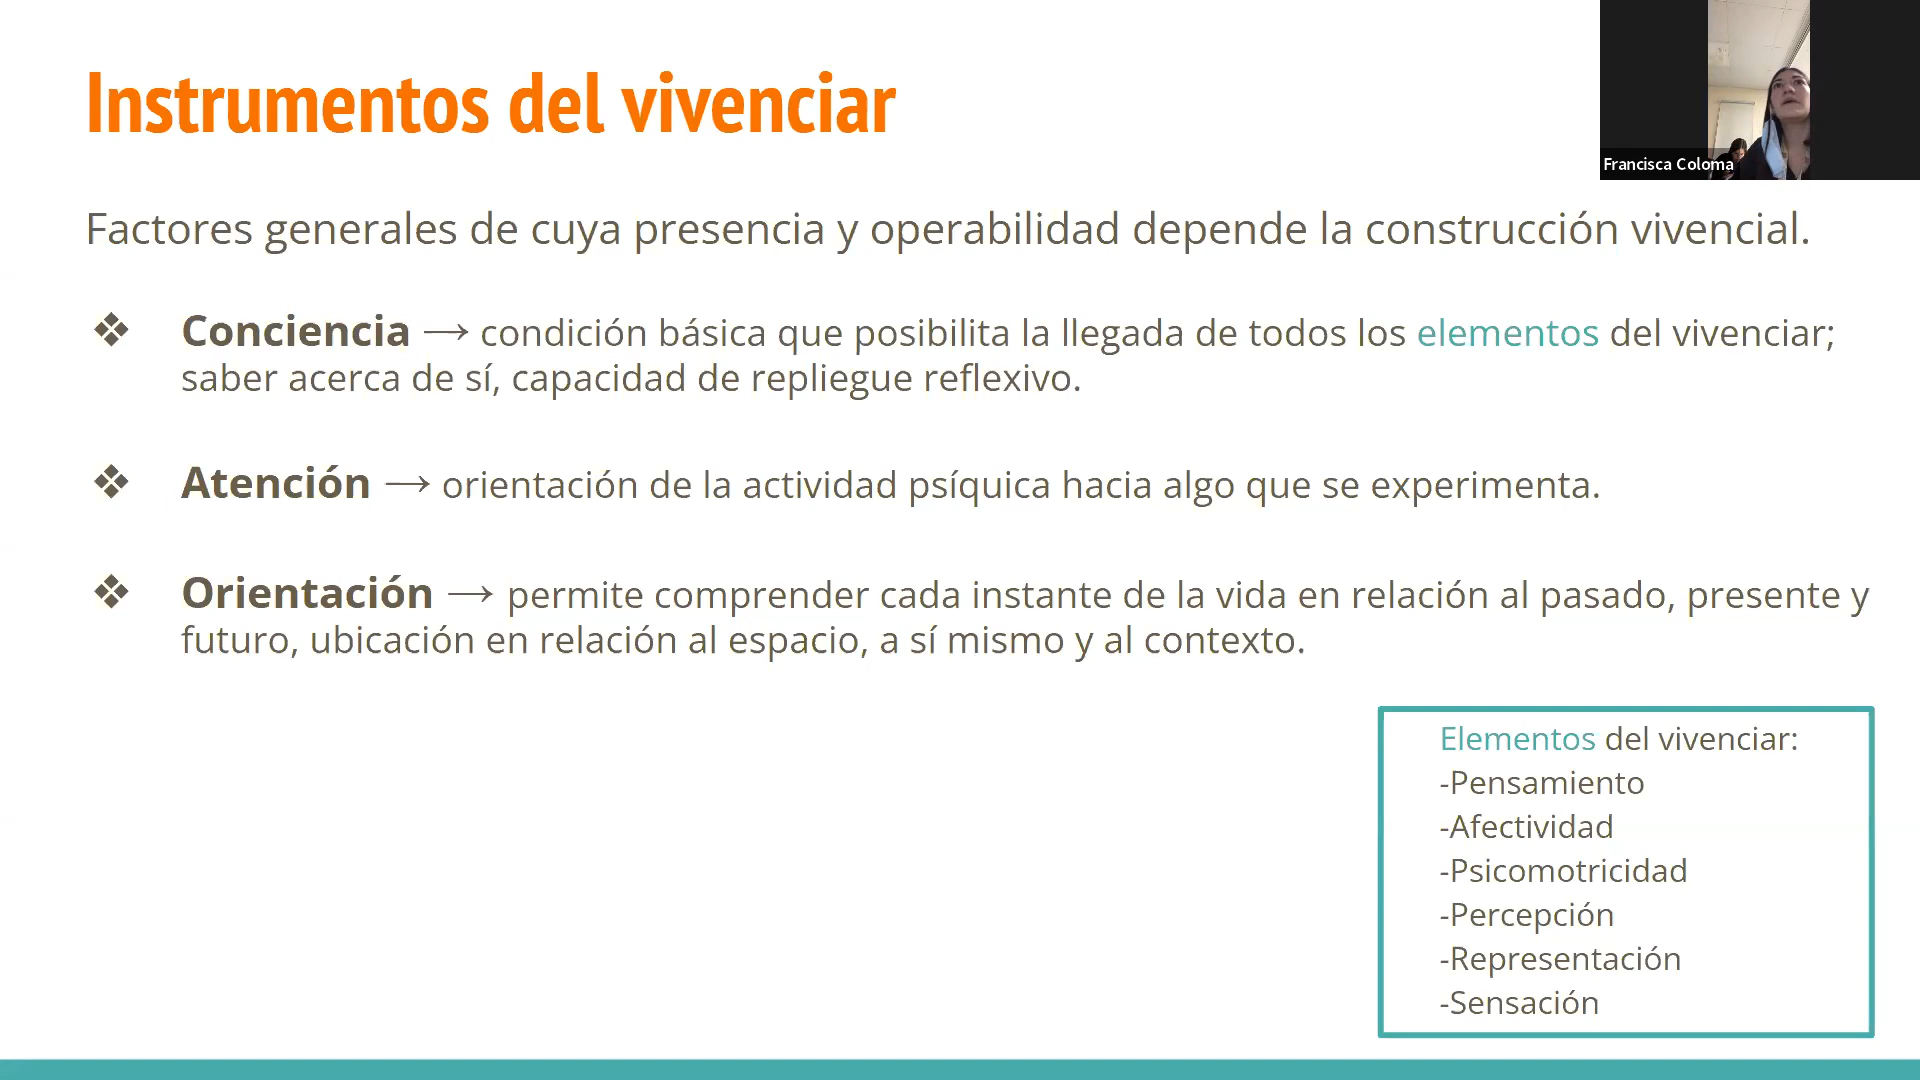 Instrumentos del vivenciar
Francisca Coloma
Factores generales de cuya presencia y operabilidad depende la construcción vivencial.
❖ Conciencia → condición básica que posibilita la llegada de todos los elementos del vivenciar;
saber acerca de sí, capacidad de repliegue reflexivo.
❖ Atención → orientación de la actividad psíquica hacia algo que se experimenta.
❖ Orientación → permite comprender cada instante de la vida en relación al pasado, presente y
futuro, ubicación en relación al espacio, a sí mismo y al contexto.
Elementos del vivenciar:
-Pensamiento
-Afectividad
-Psicomotricidad
-Percepción
-Representación
-Sensación